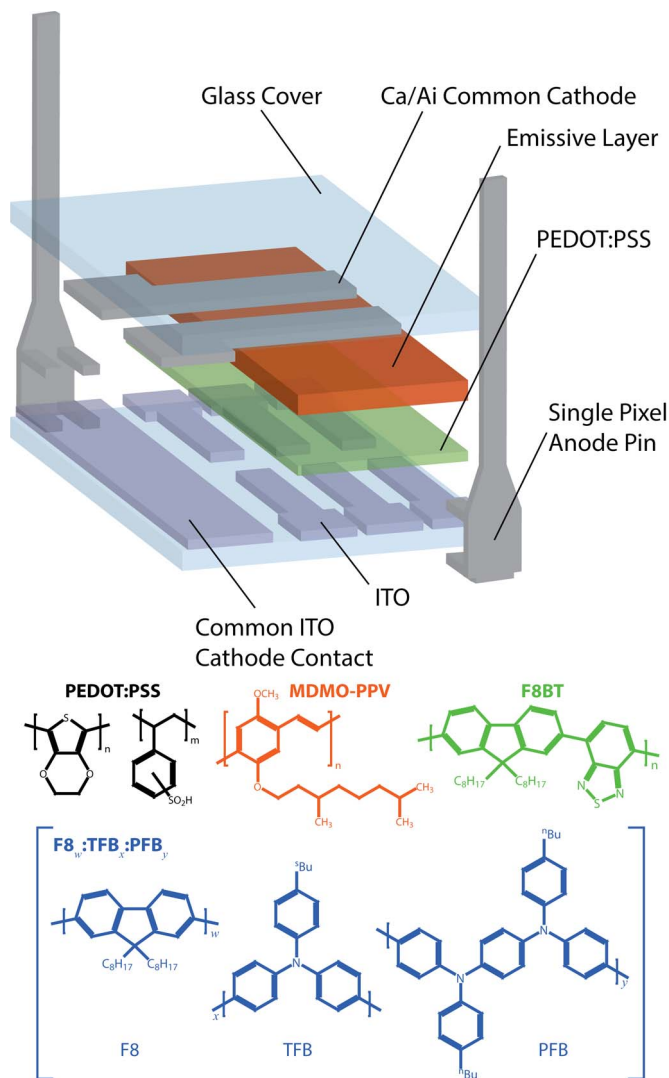 Glass Cover
Ca/Ai Common Cathode
Emissive Layer
PEDOT:PSS
Single Pixel
Anode Pin
ITO
Common ITO
Cathode Contact
PEDOT:PSS
MDMO-PPV
F8BT
S
O
O
n
m
SO₂H
OCH₃
O
n
CH₃
CH₃
C₈H₁₇
C₈H₁₇
n
N
S
N
F8w:TFBx:PFBy
C₈H₁₇
C₈H₁₇
w
F8
ˢBu
N
x
TFB
ⁿBu
N
N
ⁿBu
y
PFB